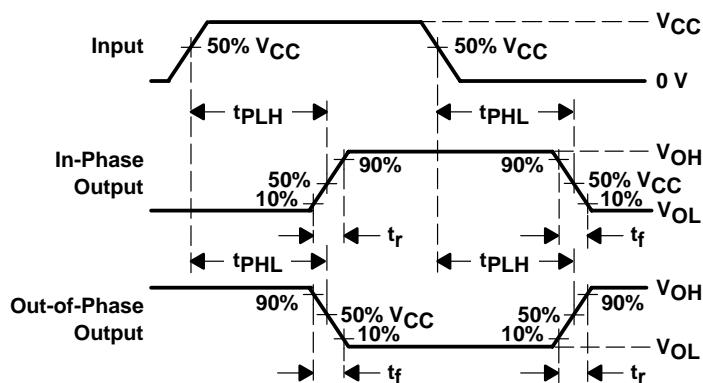 VCC
Input 50% VCC 50% VCC
0 V
tPLH tPHL
In-Phase Output
90% 90% VOH
50% 50% VCC
10% 10%
VOL
tr tf
tPHL tPLH
Out-of-Phase Output
90% 90% VOH
50% VCC 50%
10% 10%
VOL
tf tr